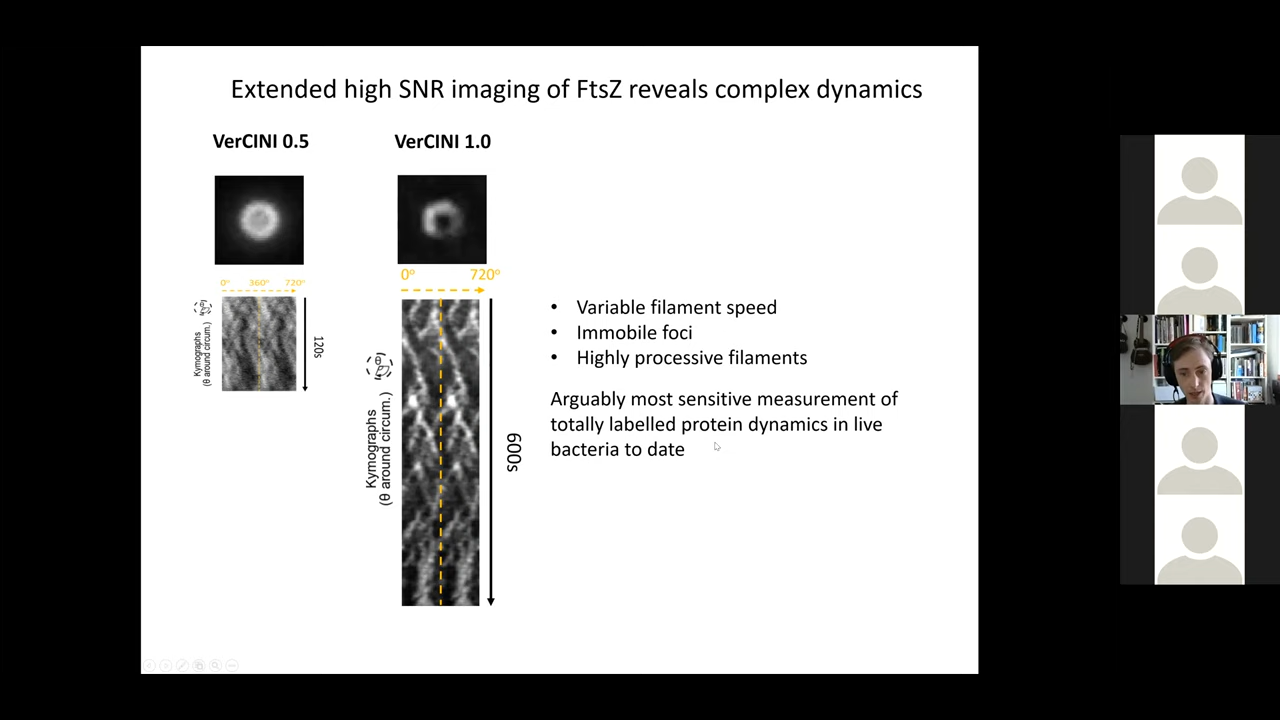 Extended high SNR imaging of FtsZ reveals complex dynamics
VerCINI 0.5
VerCINI 1.0
0°
360°
720°
Kymographs
(θ around circum.)
120s
0°
720°
Kymographs
(θ around circum.)
600s
• Variable filament speed
• Immobile foci
• Highly processive filaments
Arguably most sensitive measurement of
totally labelled protein dynamics in live
bacteria to date